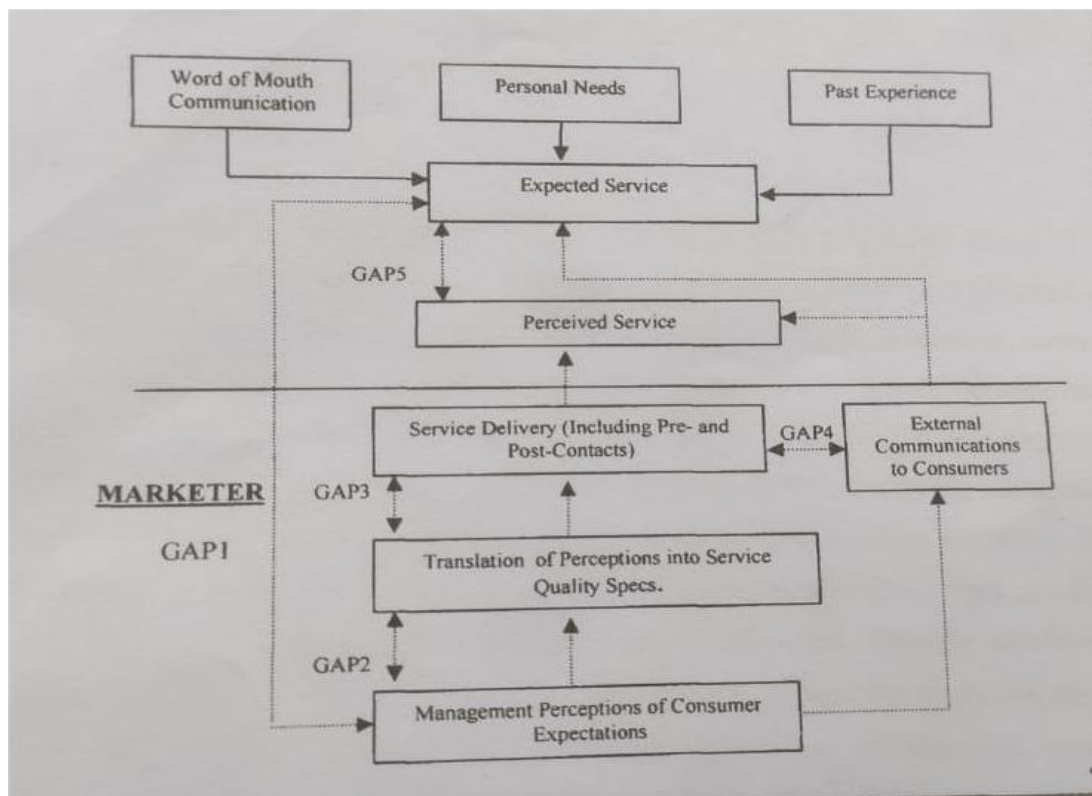 Word of Mouth
Communication
Personal Needs
Past Experience
Expected Service
GAP5
Perceived Service
Service Delivery (Including Pre- and
Post-Contacts)
GAP4
External
Communications
to Consumers
MARKETER
GAP3
GAP1
Translation of Perceptions into Service
Quality Specs.
GAP2
Management Perceptions of Consumer
Expectations